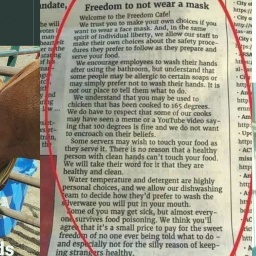 Freedom to not wear a mask
Welcome to the Freedom Cafe!
We trust you to make your own choices if you
want to wear a face mask. And, in the same
spirit of individual liberty, we allow our staff to
make their own choices about the safety proce-
dures they prefer to follow as they prepare and
serve your food.
We encourage employees to wash their hands
after using the bathroom, but understand that
some people may be allergic to certain soaps or
may simply prefer not to wash their hands. It is
not our place to tell them what to do.
We understand that you may be used to
chicken that has been cooked to 165 degrees.
We do have to respect that some of our cooks
may have seen a meme or a YouTube video say-
ing that 100 degrees is fine and we do not want
to encroach on their beliefs.
Some servers may wish to touch your food as
they serve it. There is no reason that a healthy
person with clean hands can't touch your food.
We will take their word for it that they are
healthy and clean.
Water temperature and detergent are highly
personal choices, and we allow our dishwashing
team to decide how they'd prefer to wash the
silverware you will put in your mouth.
Some of you may get sick, but almost every-
one survives food poisoning. We think you'll
agree that it's a small price to pay for the sweet
freedom of no one ever being told what to do –
and especially not for the silly reason of keep-
ing strangers healthy.